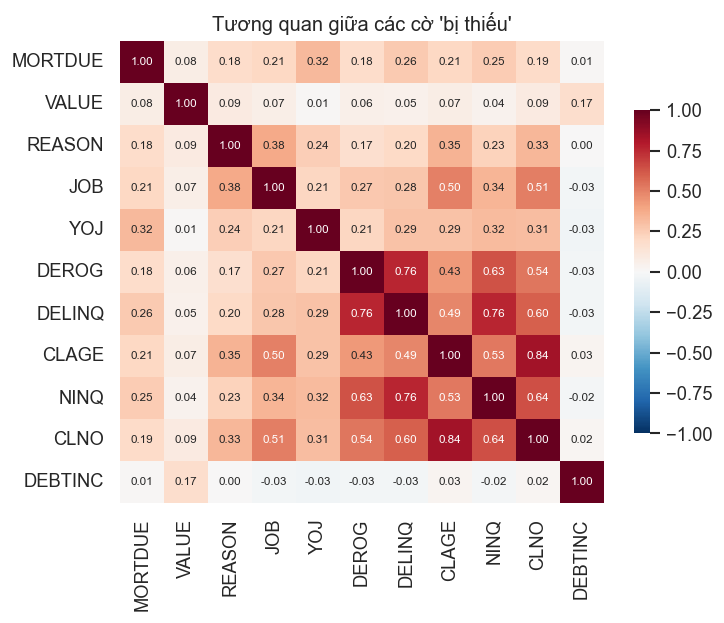 Tương quan giữa các cờ 'bị thiếu'
MORTDUE 1.00 0.08 0.18 0.21 0.32 0.18 0.26 0.21 0.25 0.19 0.01
VALUE 0.08 1.00 0.09 0.07 0.01 0.06 0.05 0.07 0.04 0.09 0.17
REASON 0.18 0.09 1.00 0.38 0.24 0.17 0.20 0.35 0.23 0.33 0.00
JOB 0.21 0.07 0.38 1.00 0.21 0.27 0.28 0.50 0.34 0.51 -0.03
YOJ 0.32 0.01 0.24 0.21 1.00 0.21 0.29 0.29 0.32 0.31 -0.03
DEROG 0.18 0.06 0.17 0.27 0.21 1.00 0.76 0.43 0.63 0.54 -0.03
DELINQ 0.26 0.05 0.20 0.28 0.29 0.76 1.00 0.49 0.76 0.60 -0.03
CLAGE 0.21 0.07 0.35 0.50 0.29 0.43 0.49 1.00 0.53 0.84 0.03
NINQ 0.25 0.04 0.23 0.34 0.32 0.63 0.76 0.53 1.00 0.64 -0.02
CLNO 0.19 0.09 0.33 0.51 0.31 0.54 0.60 0.84 0.64 1.00 0.02
DEBTINC 0.01 0.17 0.00 -0.03 -0.03 -0.03 -0.03 0.03 -0.02 0.02 1.00
MORTDUE VALUE REASON JOB YOJ DEROG DELINQ CLAGE NINQ CLNO DEBTINC
1.00
0.75
0.50
0.25
0.00
−0.25
−0.50
−0.75
−1.00